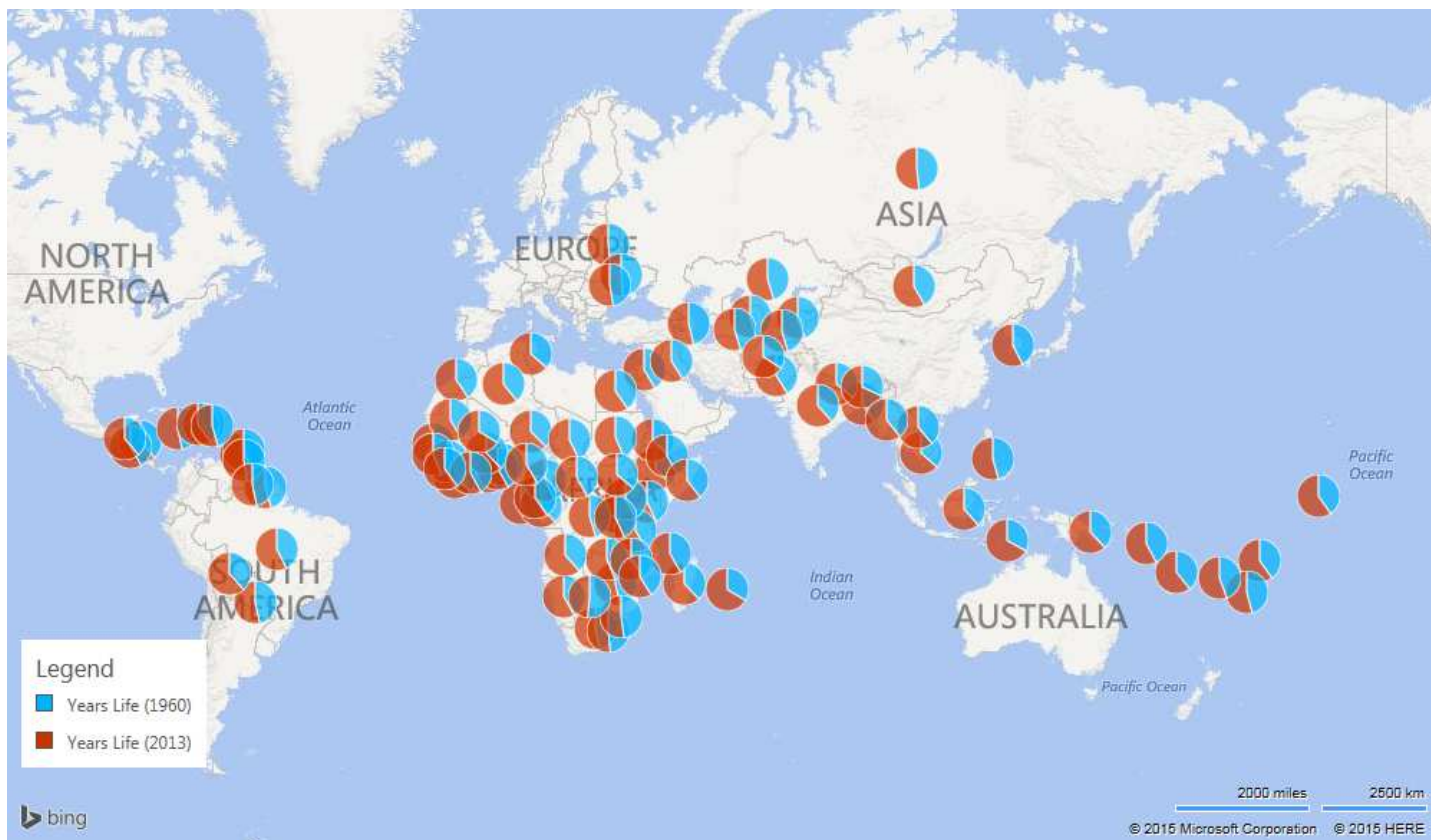 ASIA
EUROPE
NORTH
AMERICA
Atlantic
Ocean
Pacific
Ocean
Indian
Ocean
SOUTH
AMERICA
AUSTRALIA
Pacific Ocean
Legend
Years Life (1960)
Years Life (2013)
2000 miles
2500 km
bing
© 2015 Microsoft Corporation
© 2015 HERE